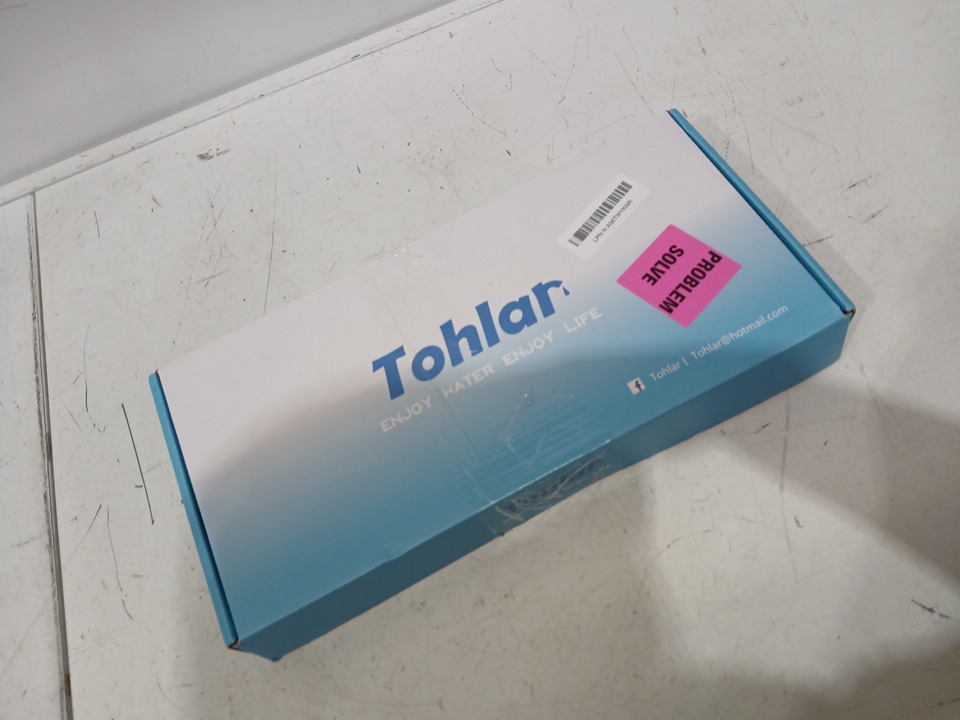 Tohlar
ENJOY WATER ENJOY LIFE
PROBLEM
SOLVE
f Tohlar | Tohlar@hotmail.com